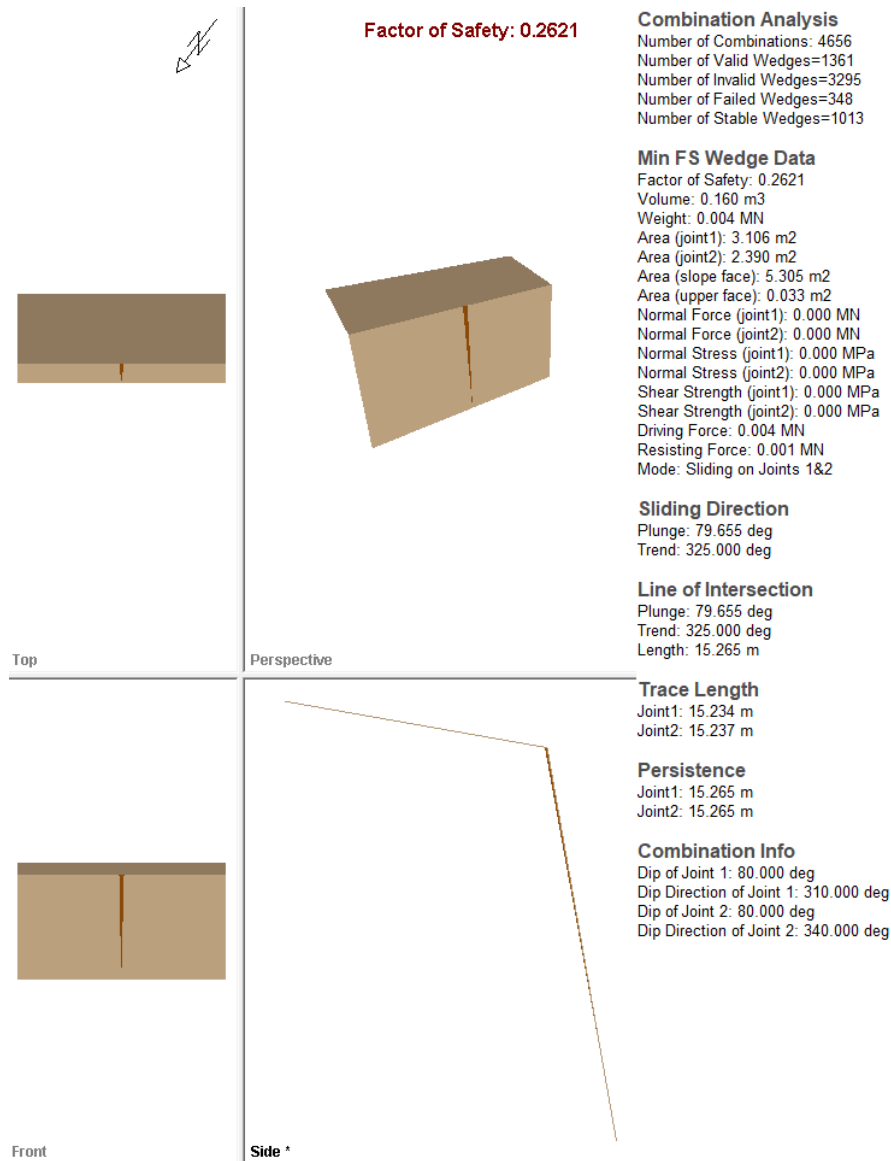 Factor of Safety: 0.2621
Top
Perspective
Front
Side *
Combination Analysis
Number of Combinations: 4656
Number of Valid Wedges=1361
Number of Invalid Wedges=3295
Number of Failed Wedges=348
Number of Stable Wedges=1013
Min FS Wedge Data
Factor of Safety: 0.2621
Volume: 0.160 m3
Weight: 0.004 MN
Area (joint1): 3.106 m2
Area (joint2): 2.390 m2
Area (slope face): 5.305 m2
Area (upper face): 0.033 m2
Normal Force (joint1): 0.000 MN
Normal Force (joint2): 0.000 MN
Normal Stress (joint1): 0.000 MPa
Normal Stress (joint2): 0.000 MPa
Shear Strength (joint1): 0.000 MPa
Shear Strength (joint2): 0.000 MPa
Driving Force: 0.004 MN
Resisting Force: 0.001 MN
Mode: Sliding on Joints 1&2
Sliding Direction
Plunge: 79.655 deg
Trend: 325.000 deg
Line of Intersection
Plunge: 79.655 deg
Trend: 325.000 deg
Length: 15.265 m
Trace Length
Joint1: 15.234 m
Joint2: 15.237 m
Persistence
Joint1: 15.265 m
Joint2: 15.265 m
Combination Info
Dip of Joint 1: 80.000 deg
Dip Direction of Joint 1: 310.000 deg
Dip of Joint 2: 80.000 deg
Dip Direction of Joint 2: 340.000 deg